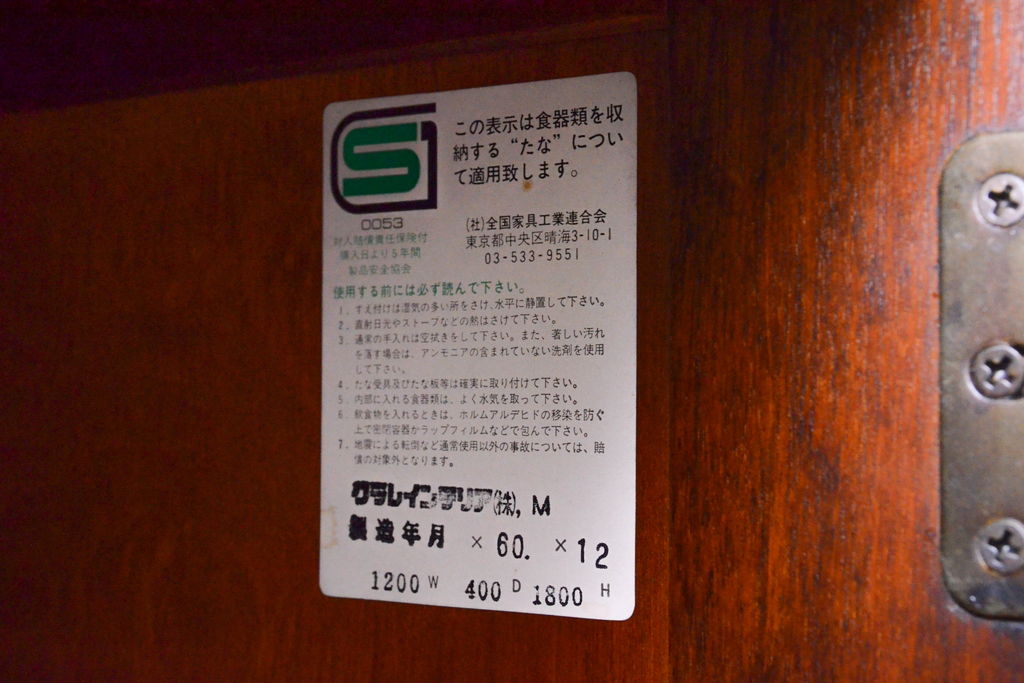 S
0053
対人賠償責任保険付
購入日より5年間
製品安全協会
この表示は食器類を収
納する“たな”につい
て適用致します。
(社)全国家具工業連合会
東京都中央区晴海3-10-1
03-533-9551
使用する前には必ず読んで下さい。
1. すえ付けは湿気の多い所をさけ、水平に静置して下さい。
2. 直射日光やストーブなどの熱はさけて下さい。
3. 通常の手入れは空拭きをして下さい。また、著しい汚れ
を落す場合は、アンモニアの含まれていない洗剤を使用
して下さい。
4. たな受具及びたな板等は確実に取り付けて下さい。
5. 内部に入れる食器類は、よく水気を取って下さい。
6. 飲食物を入れるときは、ホルムアルデヒドの移染を防ぐ
上で密閉容器かラップフィルムなどで包んで下さい。
7. 地震による転倒など通常使用以外の事故については、賠
償の対象外となります。
クラレインテリア(株), M
製造年月 × 60. × 12
1200 W 400 D 1800 H